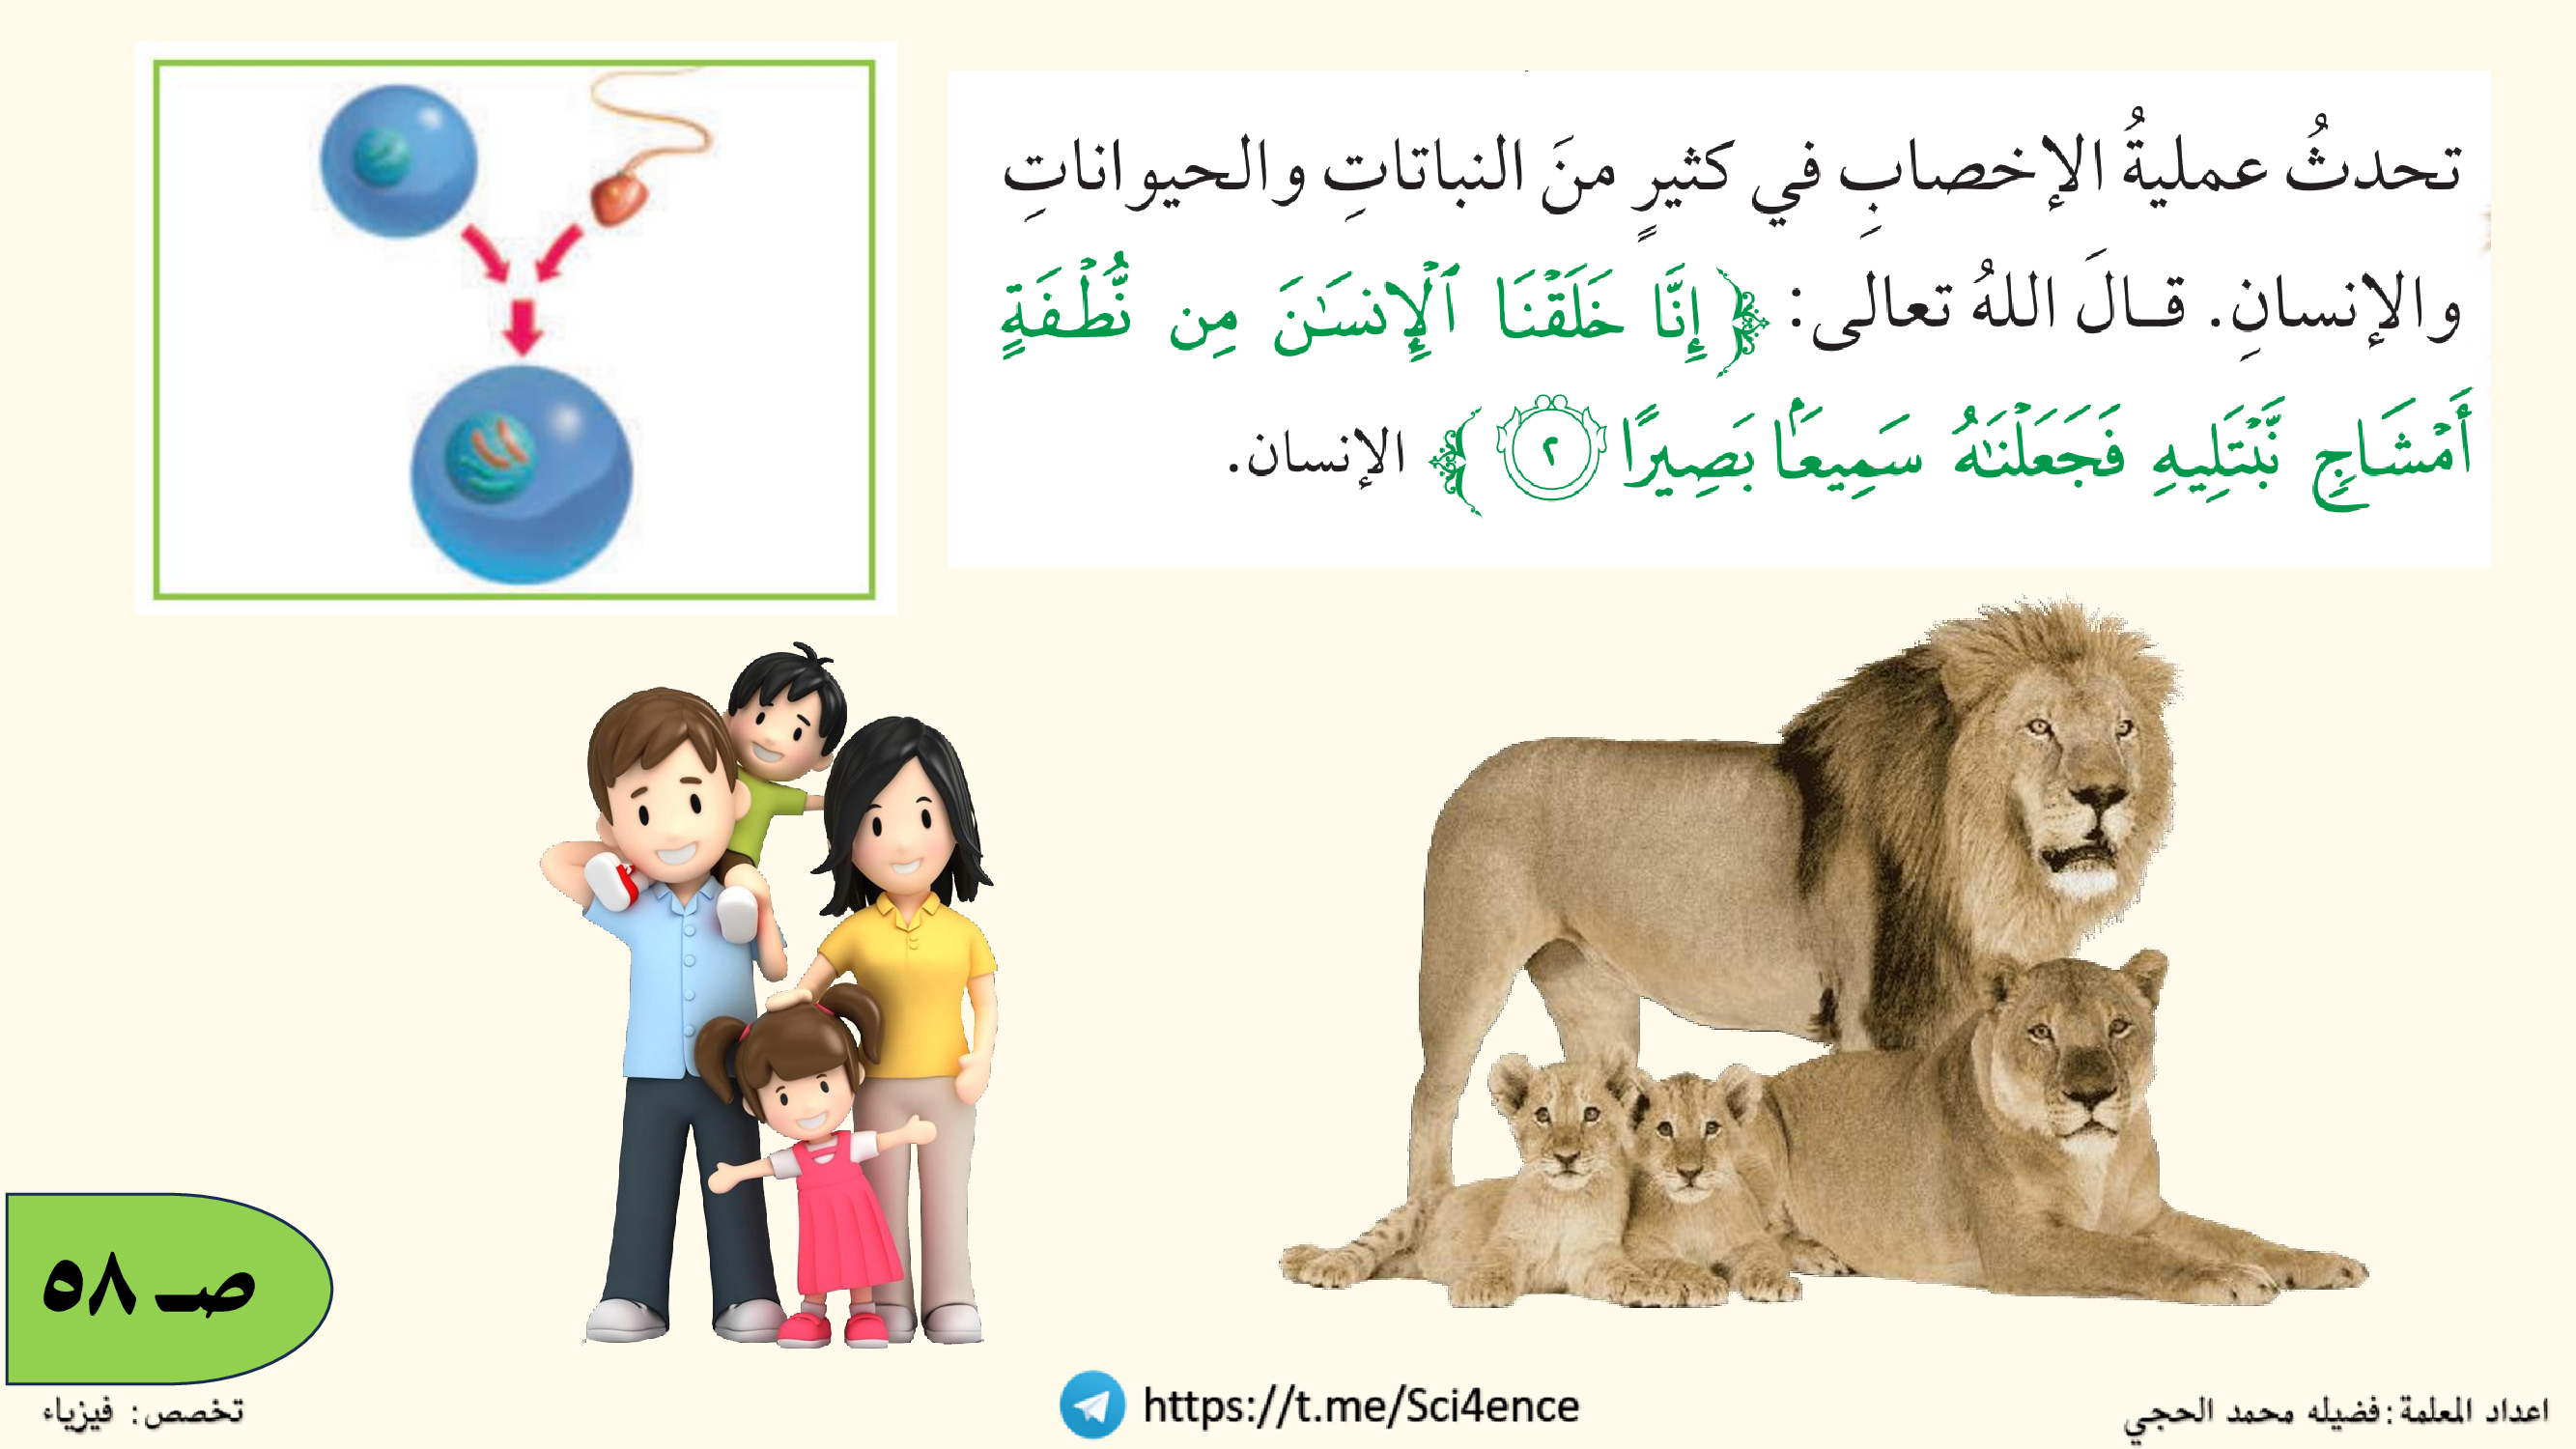 تحدثُ عمليةُ الإخصابِ في كثيرٍ منَ النباتاتِ والحيواناتِ
والإنسانِ. قـالَ اللهُ تعالى: ﴿إِنَّا خَلَقْنَا ٱلْإِنسَٰنَ مِن نُّطْفَةٍ
أَمْشَاجٍ نَّبْتَلِيهِ فَجَعَلْنَٰهُ سَمِيعَۢا بَصِيرًا ٢﴾ الإنسان.
صـ ٥٨
تخصص: فيزياء
https://t.me/Sci4ence
اعداد المعلمة: فضيله محمد الحجي